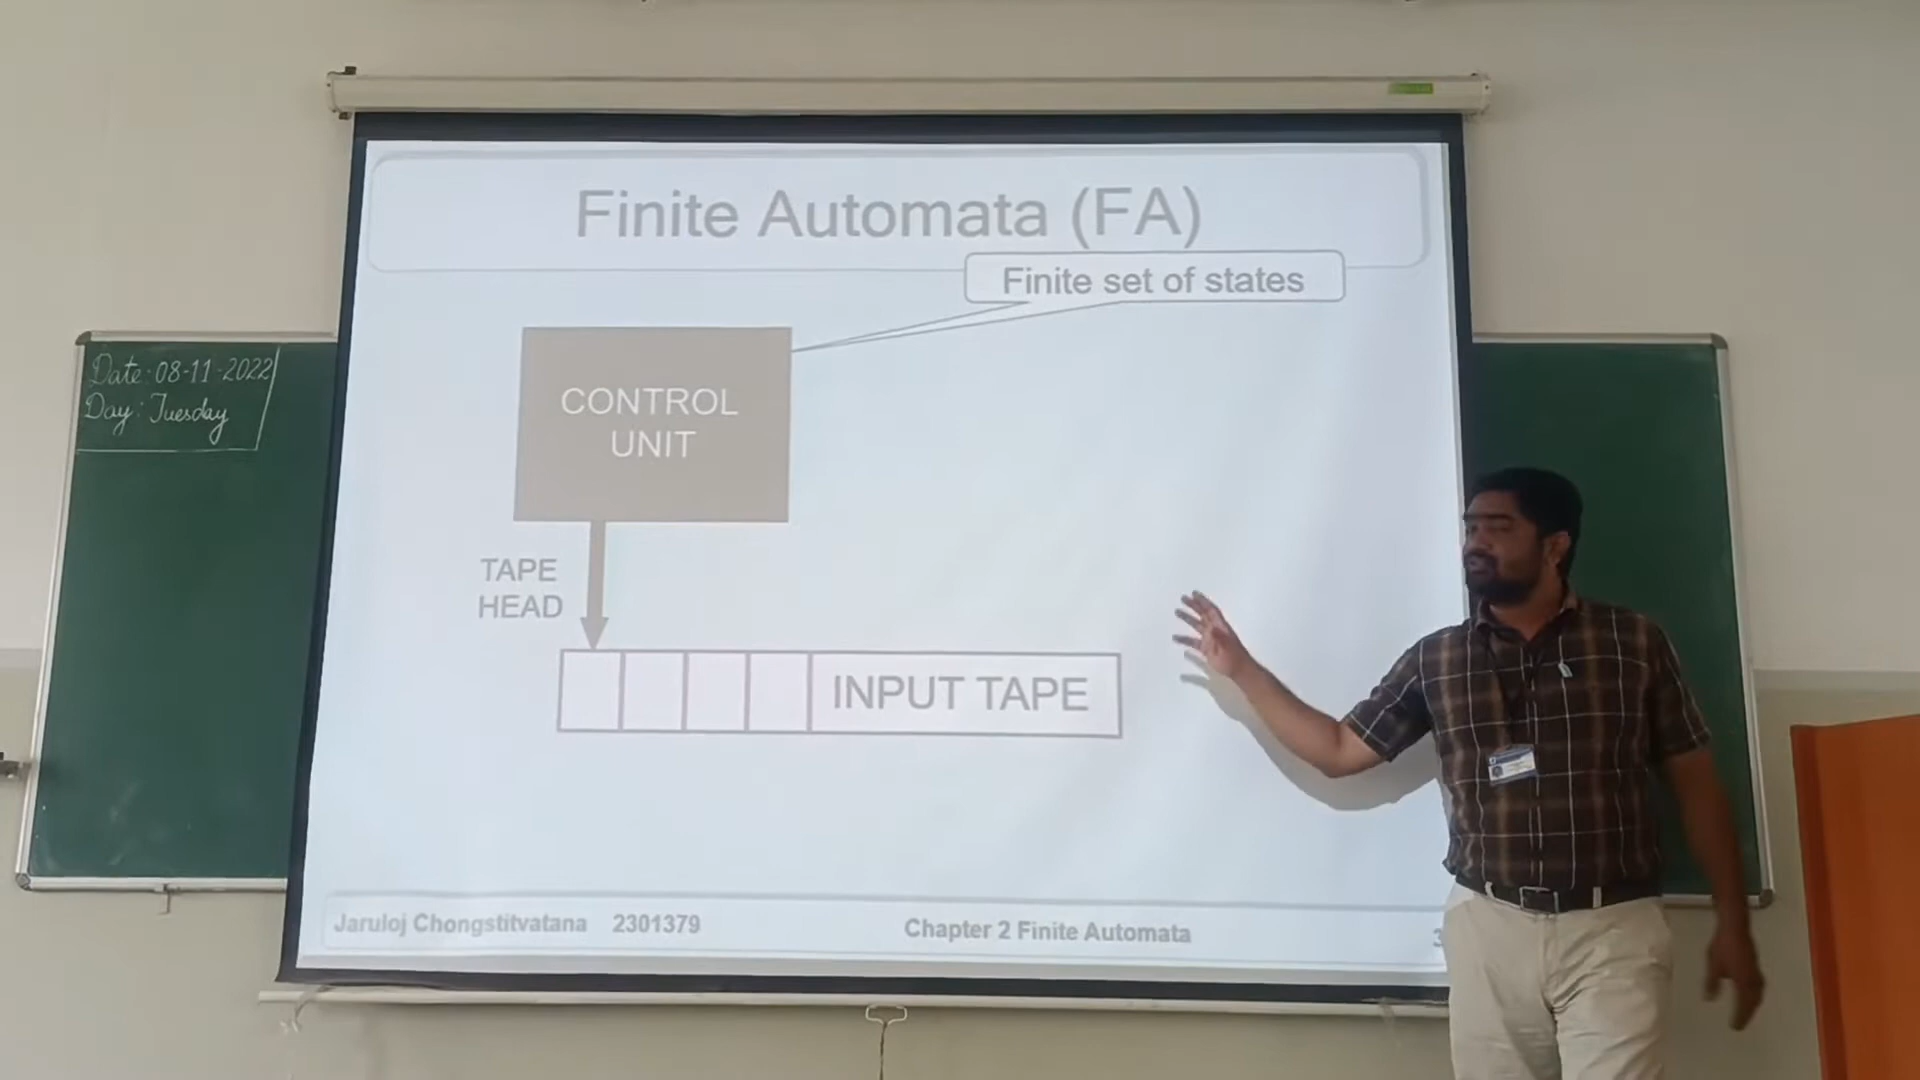 Finite Automata (FA)
Finite set of states
Date: 08-11-2022
Day: Tuesday
CONTROL
UNIT
TAPE
HEAD
INPUT TAPE
Jaruloj Chongstitvatana 2301379 Chapter 2 Finite Automata 3